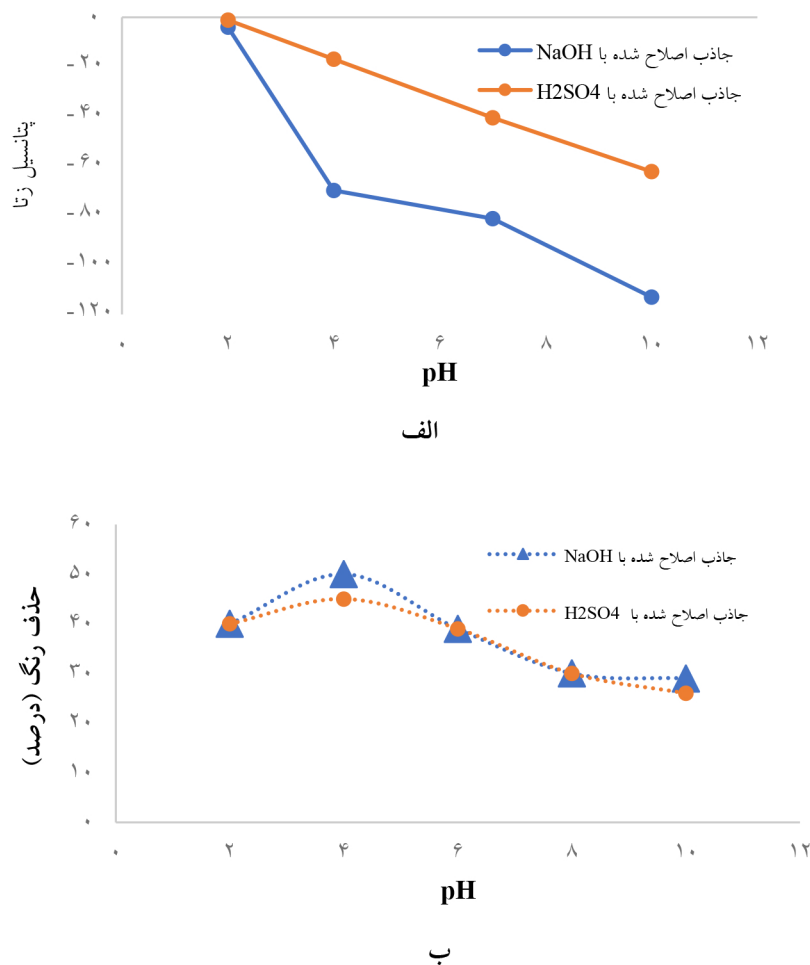 ۰
-۲۰
-۴۰
-۶۰
-۸۰
-۱۰۰
-۱۲۰
پتانسیل زتا
جاذب اصلاح شده با NaOH
جاذب اصلاح شده با H2SO4
۰ ۲ ۴ ۶ ۸ ۱۰ ۱۲
pH
الف
۶۰
۵۰
۴۰
۳۰
۲۰
۱۰
۰
حذف رنگ (درصد)
جاذب اصلاح شده با NaOH
جاذب اصلاح شده با H2SO4
۰ ۲ ۴ ۶ ۸ ۱۰ ۱۲
pH
ب